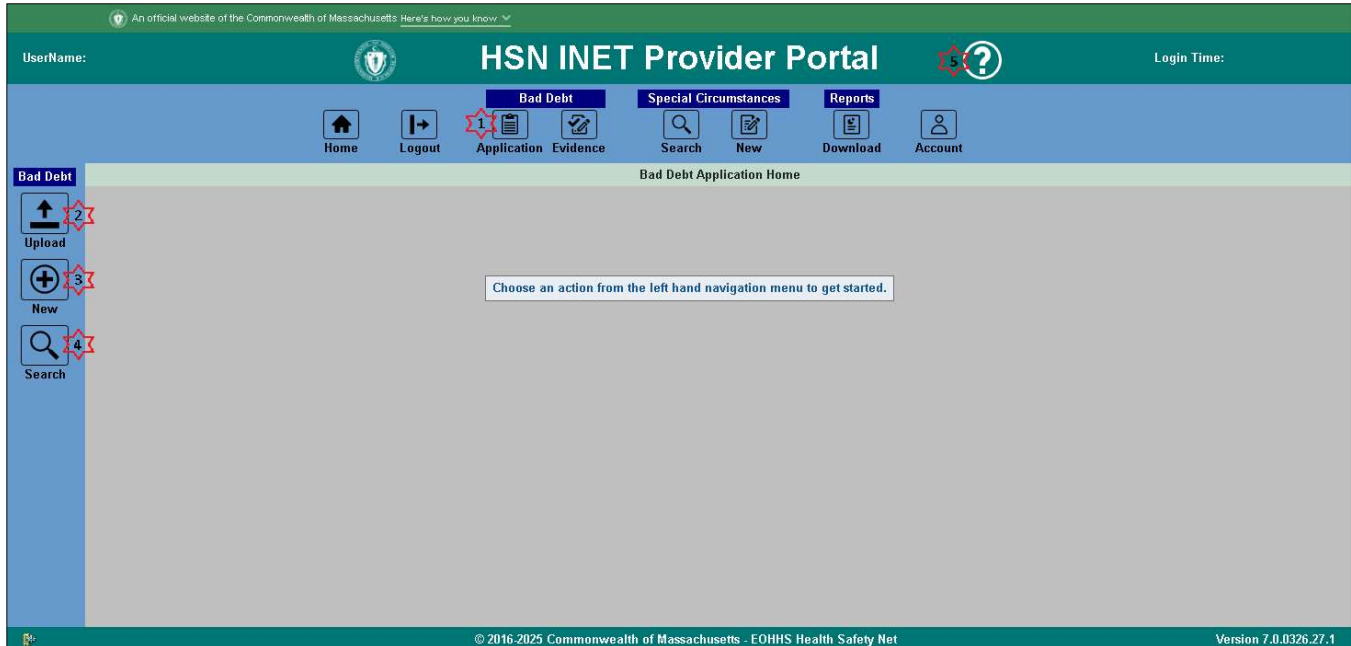 An official website of the Commonwealth of Massachusetts Here's how you know
UserName:
HSN INET Provider Portal
5
?
Login Time:
Bad Debt
Special Circumstances
Reports
1
Home
Logout
Application
Evidence
Search
New
Download
Account
Bad Debt
Bad Debt Application Home
2
Upload
3
New
4
Search
Choose an action from the left hand navigation menu to get started.
© 2016-2025 Commonwealth of Massachusetts - EOHHS Health Safety Net
Version 7.0.0326.27.1